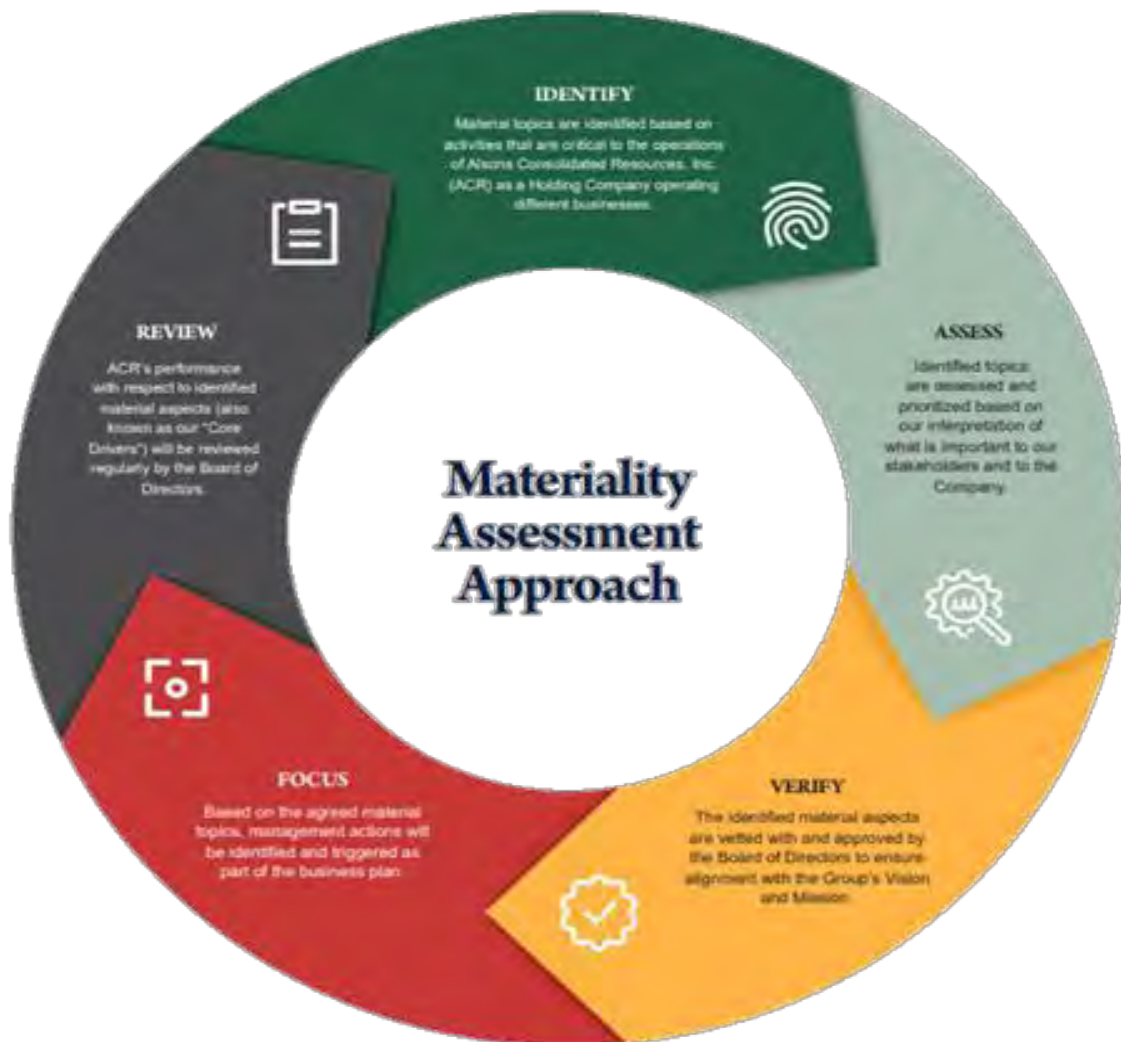 IDENTIFY
Material topics are identified based on
activities that are critical to the operations
of Alsons Consolidated Resources, Inc.
(ACR) as a Holding Company operating
different businesses.
ASSESS
Identified topics
are assessed and
prioritized based on
our interpretation of
what is important to our
stakeholders and to the
Company.
VERIFY
The identified material aspects
are vetted with and approved by
the Board of Directors to ensure
alignment with the Group's Vision
and Mission.
FOCUS
Based on the agreed material
topics, management actions will
be identified and triggered as
part of the business plan.
REVIEW
ACR's performance
with respect to identified
material aspects (also
known as our "Core
Drivers") will be reviewed
regularly by the Board of
Directors.
Materiality
Assessment
Approach